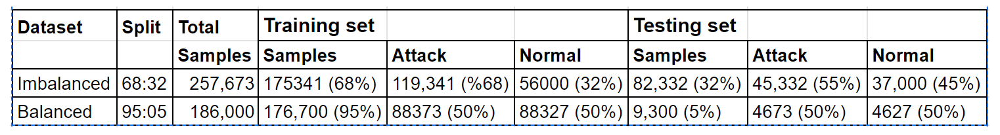 Dataset Split Total Training set Testing set
Samples Samples Attack Normal Samples Attack Normal
Imbalanced 68:32 257,673 175341 (68%) 119,341 (%68) 56000 (32%) 82,332 (32%) 45,332 (55%) 37,000 (45%)
Balanced 95:05 186,000 176,700 (95%) 88373 (50%) 88327 (50%) 9,300 (5%) 4673 (50%) 4627 (50%)